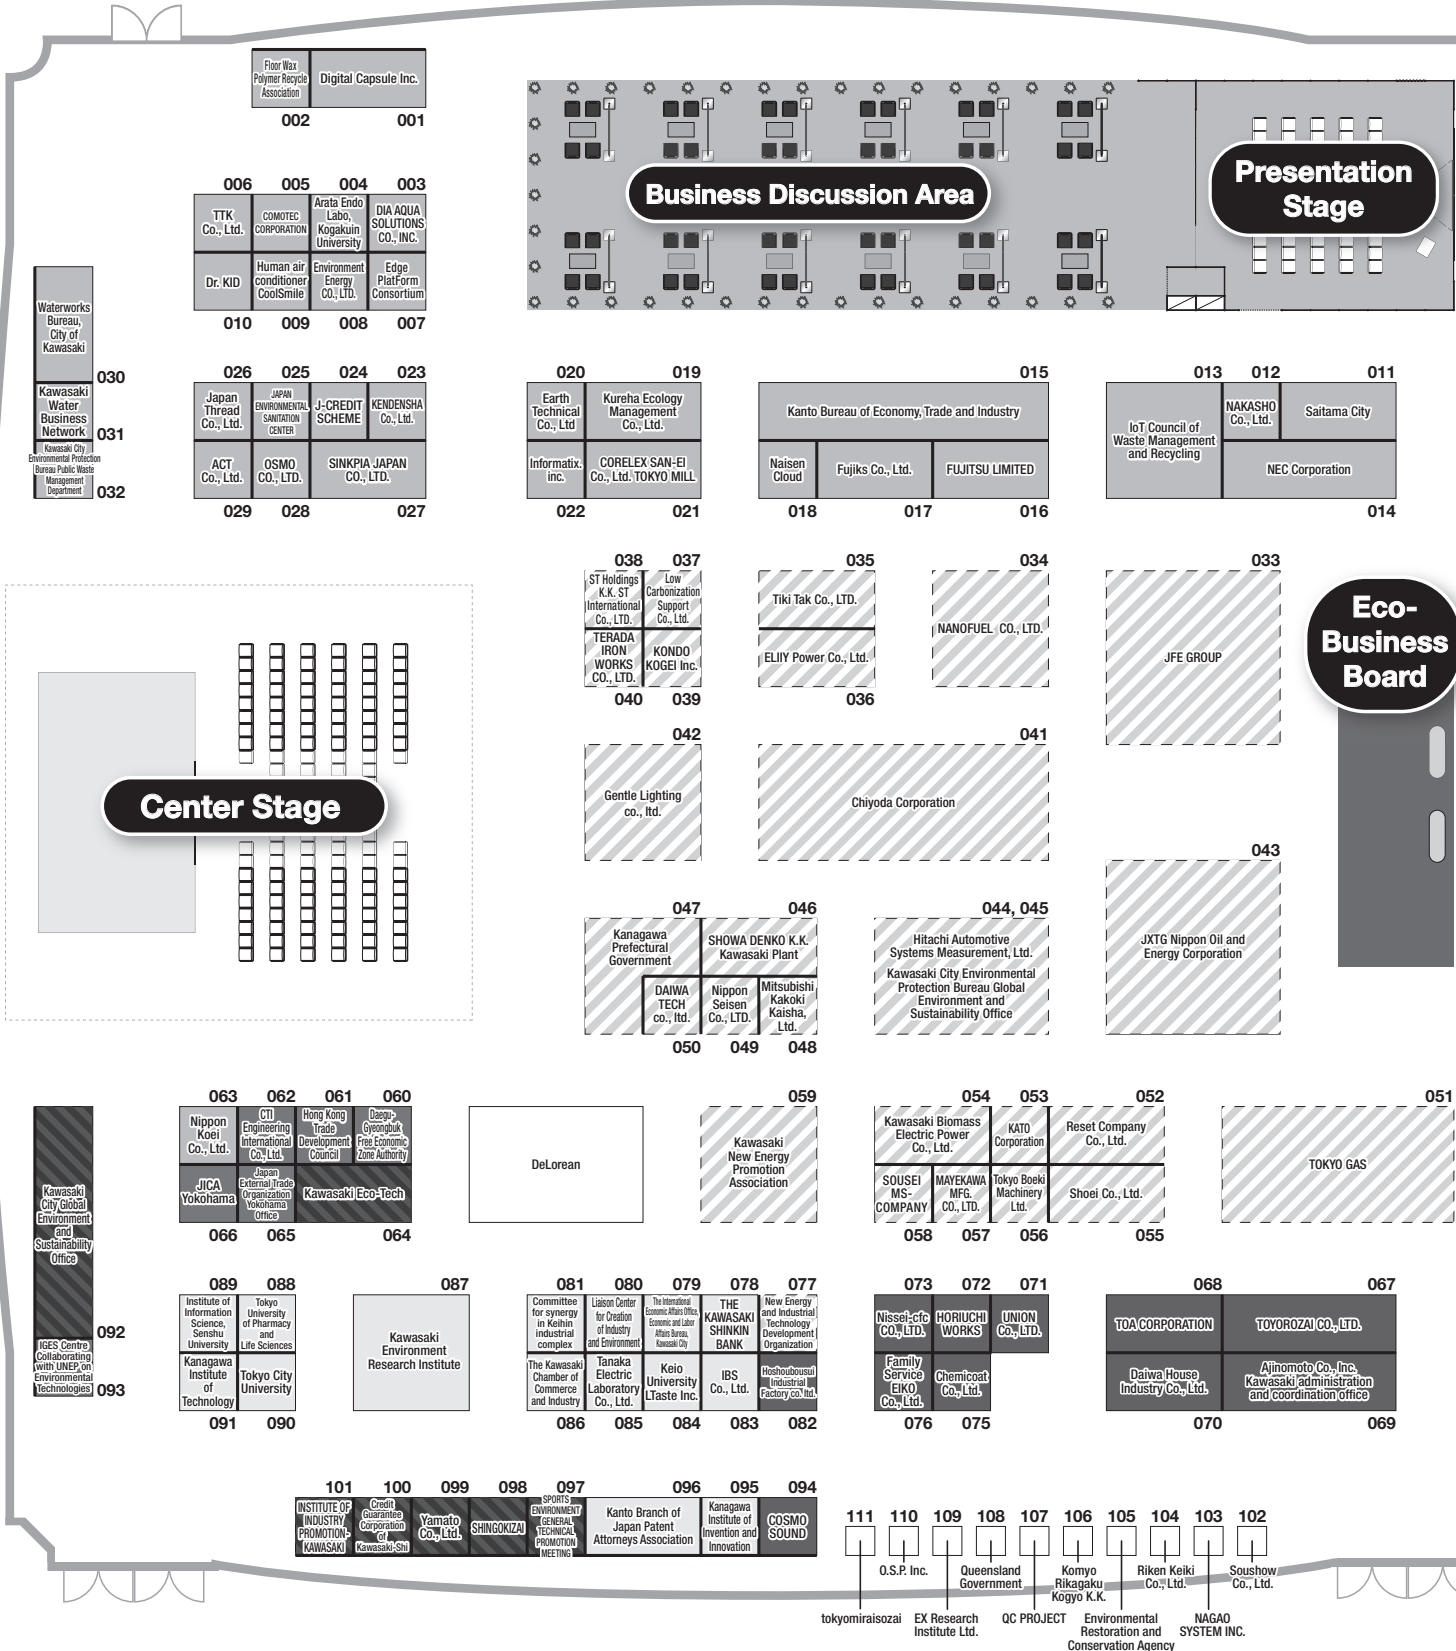 Floor Wax
Polymer Recycle
Association
Digital Capsule Inc.
002
001
Business Discussion Area
Presentation
Stage
006
005
004
003
TTK
Co., Ltd.
COMOTEC
CORPORATION
Arata Endo
Labo,
Kogakuin
University
DIA AQUA
SOLUTIONS
CO., INC.
Dr. KID
Human air
conditioner
CoolSmile
Environment
Energy
CO., LTD.
Edge
PlatForm
Consortium
010
009
008
007
Waterworks
Bureau,
City of
Kawasaki
030
Kawasaki
Water
Business
Network
031
Kawasaki City
Environmental Protection
Bureau Public Waste
Management
Department
032
026
025
024
023
Japan
Thread
Co., Ltd.
JAPAN
ENVIRONMENTAL
SANITATION
CENTER
J-CREDIT
SCHEME
KENDENSHA
Co., Ltd.
ACT
Co., Ltd.
OSMO
CO., LTD.
SINKPIA JAPAN
CO., LTD.
029
028
027
020
019
Earth
Technical
Co., Ltd
Kureha Ecology
Management
Co., Ltd.
Informatix.
inc.
CORELEX SAN-EI
Co., Ltd. TOKYO MILL
022
021
015
Kanto Bureau of Economy, Trade and Industry
Naisen
Cloud
Fujiks Co., Ltd.
FUJITSU LIMITED
018
017
016
013
012
011
IoT Council of
Waste Management
and Recycling
NAKASHO
Co., Ltd.
Saitama City
NEC Corporation
014
038
037
ST Holdings
K.K. ST
International
Co., LTD.
Low
Carbonization
Support
Co., Ltd.
TERADA
IRON
WORKS
CO., LTD.
KONDO
KOGEI Inc.
040
039
035
Tiki Tak Co., LTD.
ELIIY Power Co., Ltd.
036
034
NANOFUEL CO., LTD.
033
JFE GROUP
Eco-
Business
Board
Center Stage
042
Gentle Lighting
co., ltd.
041
Chiyoda Corporation
043
JXTG Nippon Oil and
Energy Corporation
047
046
Kanagawa
Prefectural
Government
SHOWA DENKO K.K.
Kawasaki Plant
DAIWA
TECH
co., ltd.
Nippon
Seisen
Co., LTD.
Mitsubishi
Kakoki
Kaisha,
Ltd.
050
049
048
044, 045
Hitachi Automotive
Systems Measurement, Ltd.
Kawasaki City Environmental
Protection Bureau Global
Environment and
Sustainability Office
063
062
061
060
Nippon
Koei
Co., Ltd.
CTI
Engineering
International
Co., Ltd.
Hong Kong
Trade
Development
Council
Daegu-
Gyeongbuk
Free Economic
Zone Authority
JICA
Yokohama
Japan
External Trade
Organization
Yokohama
Office
Kawasaki Eco-Tech
066
065
064
DeLorean
059
Kawasaki
New Energy
Promotion
Association
054
053
052
Kawasaki Biomass
Electric Power
Co., Ltd.
KATO
Corporation
Reset Company
Co., Ltd.
SOUSEI
MS-
COMPANY
MAYEKAWA
MFG.
CO., LTD.
Tokyo Boeki
Machinery
Ltd.
Shoei Co., Ltd.
058
057
056
055
051
TOKYO GAS
Kawasaki
City Global
Environment
and
Sustainability
Office
092
IGES Centre
Collaborating
with UNEP on
Environmental
Technologies
093
089
088
Institute of
Information
Science,
Senshu
University
Tokyo
University
of Pharmacy
and
Life Sciences
Kanagawa
Institute
of
Technology
Tokyo City
University
091
090
087
Kawasaki
Environment
Research Institute
081
080
079
078
077
Committee
for synergy
in Keihin
industrial
complex
Liaison Center
for Creation
of Industry
and Environment
The International
Economic Affairs Office,
Economic and Labor
Affairs Bureau,
Kawasaki City
THE
KAWASAKI
SHINKIN
BANK
New Energy
and Industrial
Technology
Development
Organization
The Kawasaki
Chamber of
Commerce
and Industry
Tanaka
Electric
Laboratory
Co., Ltd.
Keio
University
LTaste Inc.
IBS
Co., Ltd.
Hoshoubousui
Industrial
Factory co. ltd.
086
085
084
083
082
073
072
071
Nissei-cfc
CO., LTD.
HORIUCHI
WORKS
UNION
CO., LTD.
Family
Service
EIKO
Co., Ltd.
Chemicoat
Co., Ltd.
076
075
068
067
TOA CORPORATION
TOYOROZAI CO., LTD.
Daiwa House
Industry Co., Ltd.
Ajinomoto Co., Inc.
Kawasaki administration
and coordination office
070
069
101
100
099
098
097
096
095
094
INSTITUTE OF
INDUSTRY
PROMOTION-
KAWASAKI
Credit
Guarantee
Corporation
of
Kawasaki-Shi
Yamato
Co., Ltd.
SHINGOKIZAI
SPORTS
ENVIRONMENT
GENERAL
TECHNICAL
PROMOTION
MEETING
Kanto Branch of
Japan Patent
Attorneys Association
Kanagawa
Institute of
Invention and
Innovation
COSMO
SOUND
111
110
109
108
107
106
105
104
103
102
O.S.P. Inc.
Queensland
Government
Komyo
Rikagaku
Kogyo K.K.
Riken Keiki
Co., Ltd.
Soushow
Co., Ltd.
tokyomiraisozai
EX Research
Institute Ltd.
QC PROJECT
Environmental
Restoration and
Conservation Agency
NAGAO
SYSTEM INC.